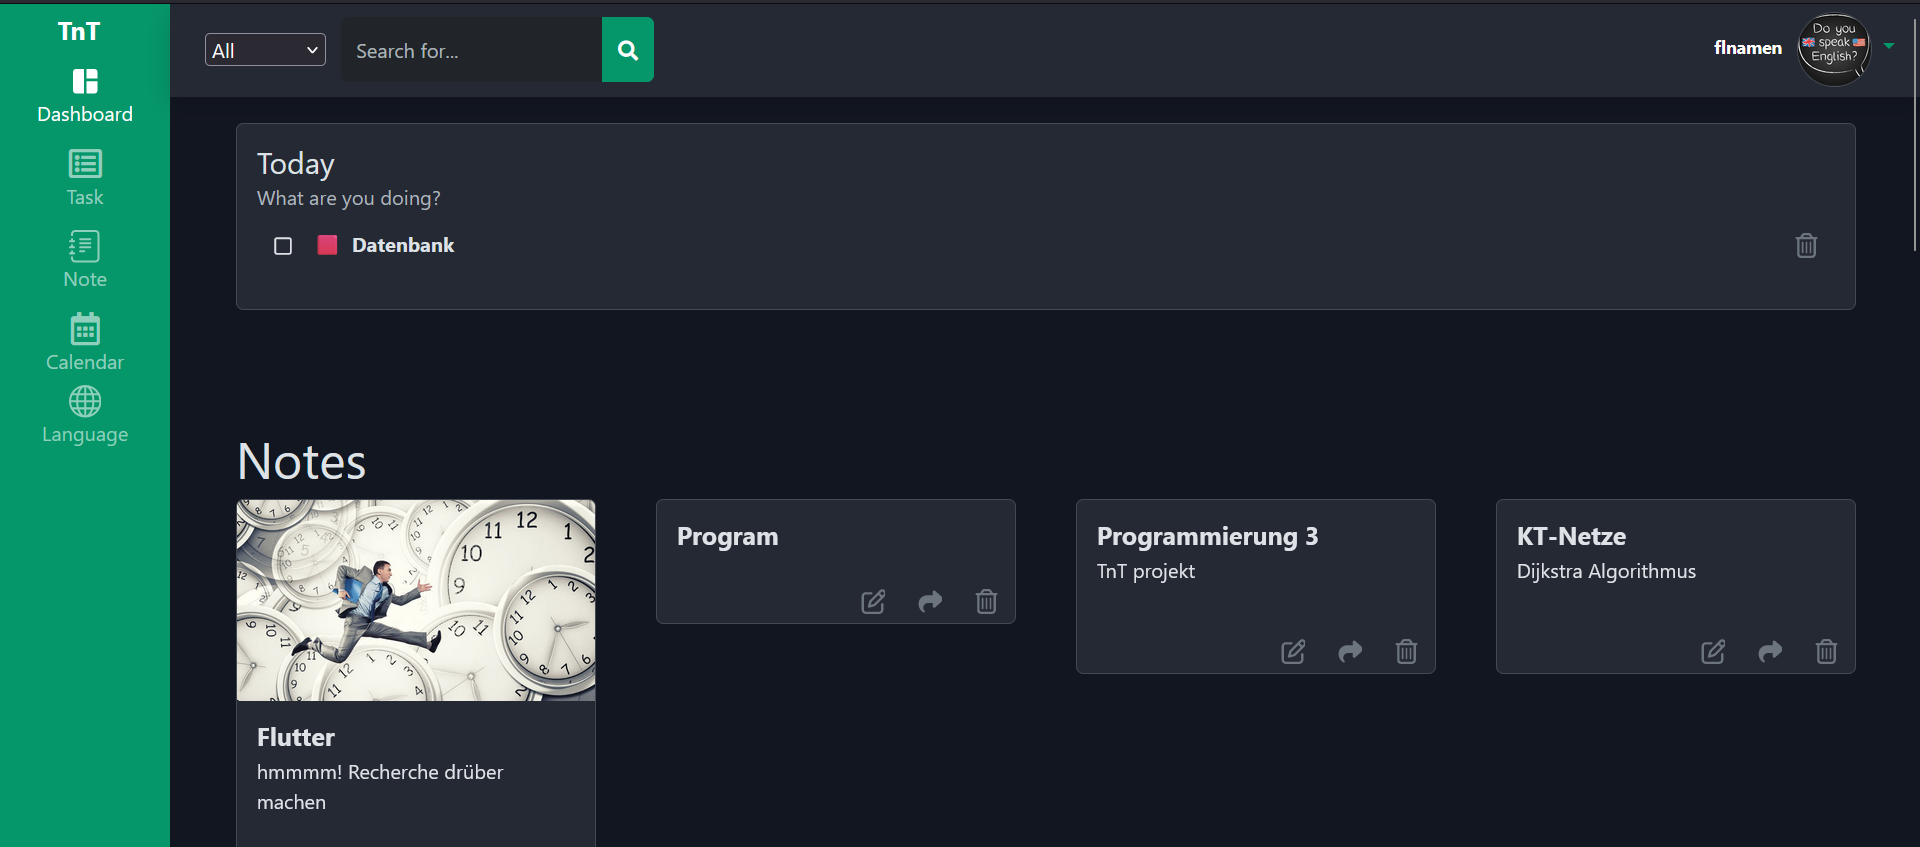 TnT
Dashboard
Task
Note
Calendar
Language
All
Search for...
flnamen
Do you
speak
English?
Today
What are you doing?
Datenbank
Notes
Flutter
hmmmm! Recherche drüber
machen
Program
Programmierung 3
TnT projekt
KT-Netze
Dijkstra Algorithmus